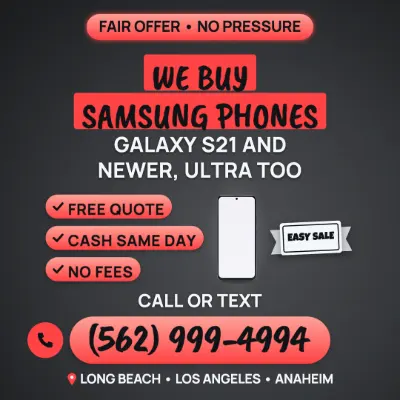 FAIR OFFER • NO PRESSURE
WE BUY
SAMSUNG PHONES
GALAXY S21 AND
NEWER, ULTRA TOO
FREE QUOTE
CASH SAME DAY
NO FEES
EASY SALE
CALL OR TEXT
(562) 999-4994
LONG BEACH • LOS ANGELES • ANAHEIM